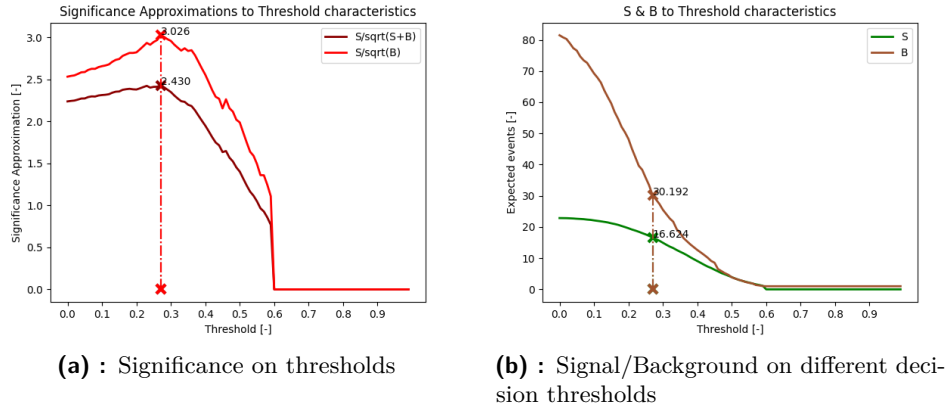 Significance Approximations to Threshold characteristics
3.0
2.5
2.0
1.5
1.0
0.5
0.0
Significance Approximation [-]
3.026
2.430
S/sqrt(S+B)
S/sqrt(B)
0.0 0.1 0.2 0.3 0.4 0.5 0.6 0.7 0.8 0.9
Threshold [-]
(a) : Significance on thresholds
S & B to Threshold characteristics
80
70
60
50
40
30
20
10
0
Expected events [-]
30.192
16.624
S
B
0.0 0.1 0.2 0.3 0.4 0.5 0.6 0.7 0.8 0.9
Threshold [-]
(b) : Signal/Background on different deci-
sion thresholds